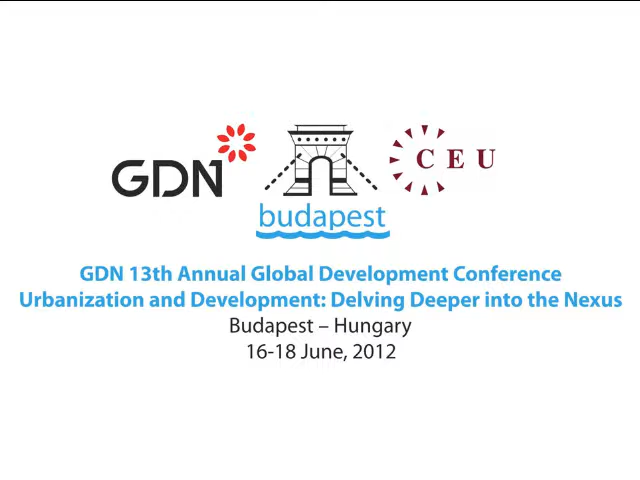 GDN
CEU
budapest
GDN 13th Annual Global Development Conference
Urbanization and Development: Delving Deeper into the Nexus
Budapest – Hungary
16-18 June, 2012